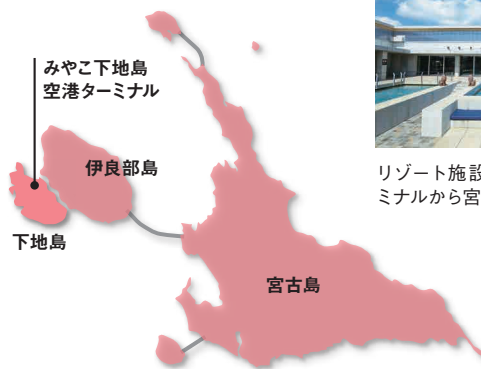 みやこ下地島
空港ターミナル
伊良部島
下地島
宮古島
リゾート施設
ミナルから宮